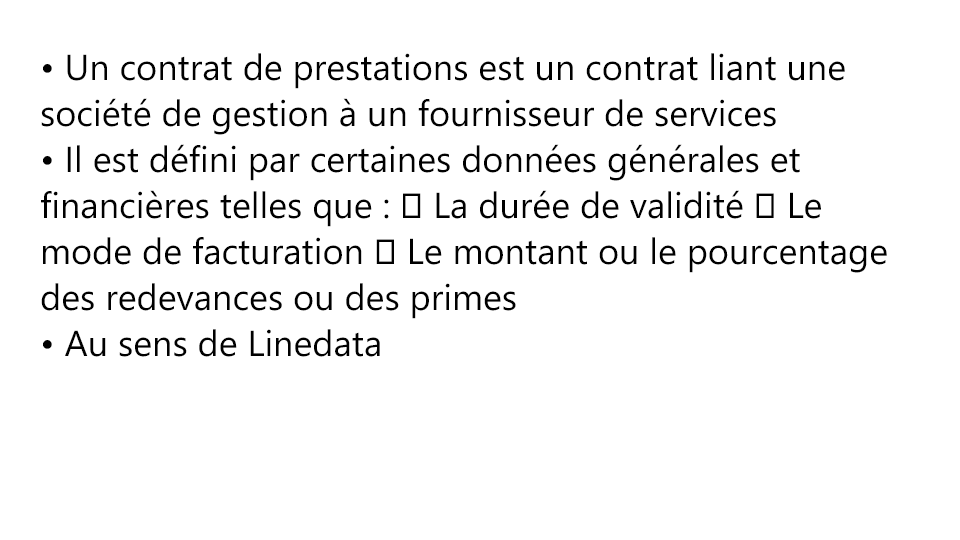 • Un contrat de prestations est un contrat liant une
société de gestion à un fournisseur de services
• Il est défini par certaines données générales et
financières telles que : ▯ La durée de validité ▯ Le
mode de facturation ▯ Le montant ou le pourcentage
des redevances ou des primes
• Au sens de Linedata